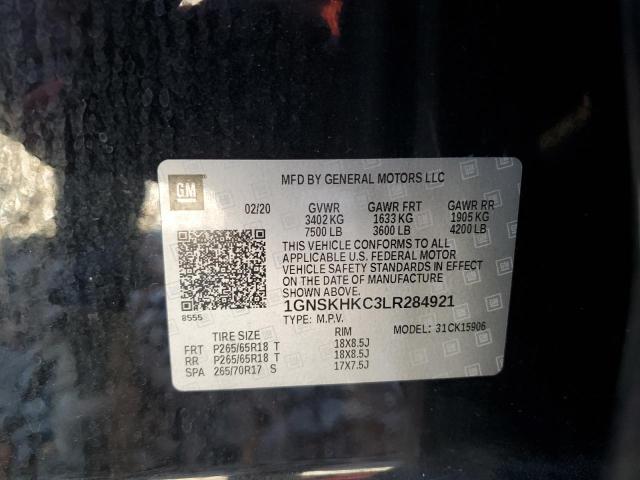 GM
MFD BY GENERAL MOTORS LLC
02/20 GVWR GAWR FRT GAWR RR
3402 KG 1633 KG 1905 KG
7500 LB 3600 LB 4200 LB
THIS VEHICLE CONFORMS TO ALL
APPLICABLE U.S. FEDERAL MOTOR
VEHICLE SAFETY STANDARDS IN EFFECT
ON THE DATE OF MANUFACTURE
SHOWN ABOVE.
8555
1GNSKHKC3LR284921
TYPE: M.P.V. MODEL: 31CK15906
TIRE SIZE RIM
FRT P265/65R18 T 18X8.5J
RR P265/65R18 T 18X8.5J
SPA 265/70R17 S 17X7.5J